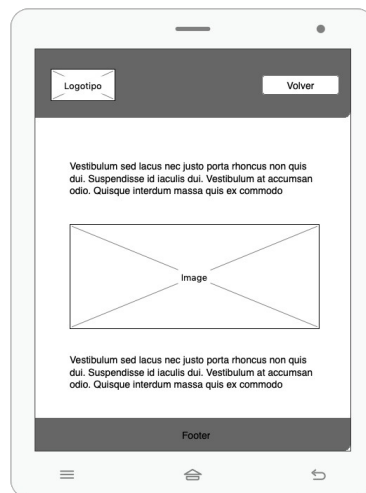 Logotipo
Volver
Vestibulum sed lacus nec justo porta rhoncus non quis
dui. Suspendisse id iaculis dui. Vestibulum at accumsan
odio. Quisque interdum massa quis ex commodo
Image
Vestibulum sed lacus nec justo porta rhoncus non quis
dui. Suspendisse id iaculis dui. Vestibulum at accumsan
odio. Quisque interdum massa quis ex commodo
Footer